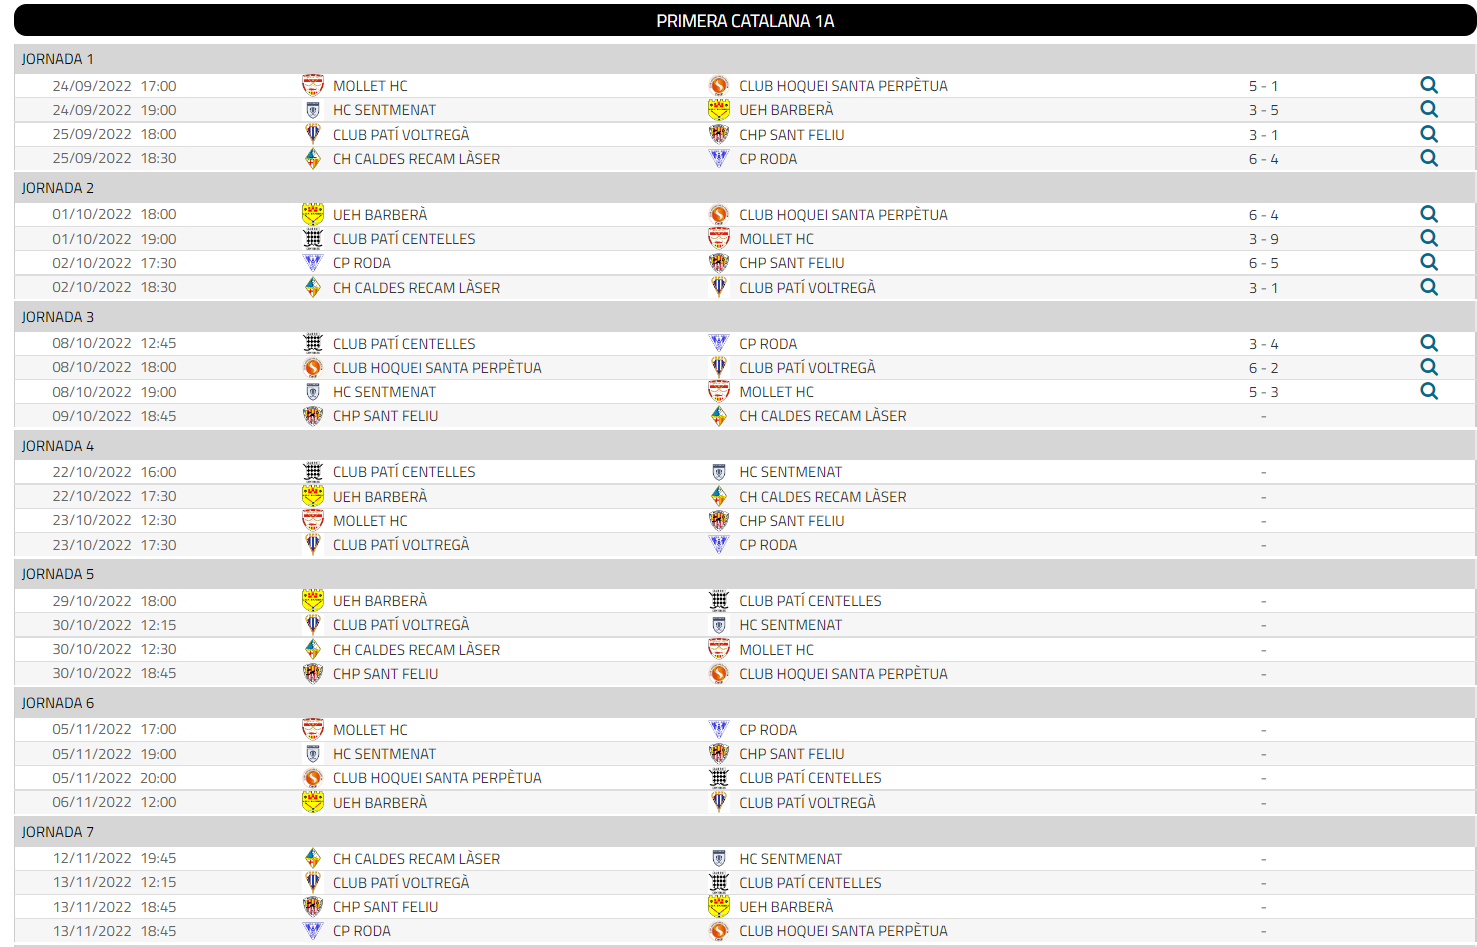 PRIMERA CATALANA 1A
JORNADA 1
24/09/2022 17:00 MOLLET HC CLUB HOQUEI SANTA PERPÈTUA 5 - 1
24/09/2022 19:00 HC SENTMENAT UEH BARBERÀ 3 - 5
25/09/2022 18:00 CLUB PATÍ VOLTREGÀ CHP SANT FELIU 3 - 1
25/09/2022 18:30 CH CALDES RECAM LÀSER CP RODA 6 - 4
JORNADA 2
01/10/2022 18:00 UEH BARBERÀ CLUB HOQUEI SANTA PERPÈTUA 6 - 4
01/10/2022 19:00 CLUB PATÍ CENTELLES MOLLET HC 3 - 9
02/10/2022 17:30 CP RODA CHP SANT FELIU 6 - 5
02/10/2022 18:30 CH CALDES RECAM LÀSER CLUB PATÍ VOLTREGÀ 3 - 1
JORNADA 3
08/10/2022 12:45 CLUB PATÍ CENTELLES CP RODA 3 - 4
08/10/2022 18:00 CLUB HOQUEI SANTA PERPÈTUA CLUB PATÍ VOLTREGÀ 6 - 2
08/10/2022 19:00 HC SENTMENAT MOLLET HC 5 - 3
09/10/2022 18:45 CHP SANT FELIU CH CALDES RECAM LÀSER -
JORNADA 4
22/10/2022 16:00 CLUB PATÍ CENTELLES HC SENTMENAT -
22/10/2022 17:30 UEH BARBERÀ CH CALDES RECAM LÀSER -
23/10/2022 12:30 MOLLET HC CHP SANT FELIU -
23/10/2022 17:30 CLUB PATÍ VOLTREGÀ CP RODA -
JORNADA 5
29/10/2022 18:00 UEH BARBERÀ CLUB PATÍ CENTELLES -
30/10/2022 12:15 CLUB PATÍ VOLTREGÀ HC SENTMENAT -
30/10/2022 12:30 CH CALDES RECAM LÀSER MOLLET HC -
30/10/2022 18:45 CHP SANT FELIU CLUB HOQUEI SANTA PERPÈTUA -
JORNADA 6
05/11/2022 17:00 MOLLET HC CP RODA -
05/11/2022 19:00 HC SENTMENAT CHP SANT FELIU -
05/11/2022 20:00 CLUB HOQUEI SANTA PERPÈTUA CLUB PATÍ CENTELLES -
06/11/2022 12:00 UEH BARBERÀ CLUB PATÍ VOLTREGÀ -
JORNADA 7
12/11/2022 19:45 CH CALDES RECAM LÀSER HC SENTMENAT -
13/11/2022 12:15 CLUB PATÍ VOLTREGÀ CLUB PATÍ CENTELLES -
13/11/2022 18:45 CHP SANT FELIU UEH BARBERÀ -
13/11/2022 18:45 CP RODA CLUB HOQUEI SANTA PERPÈTUA -